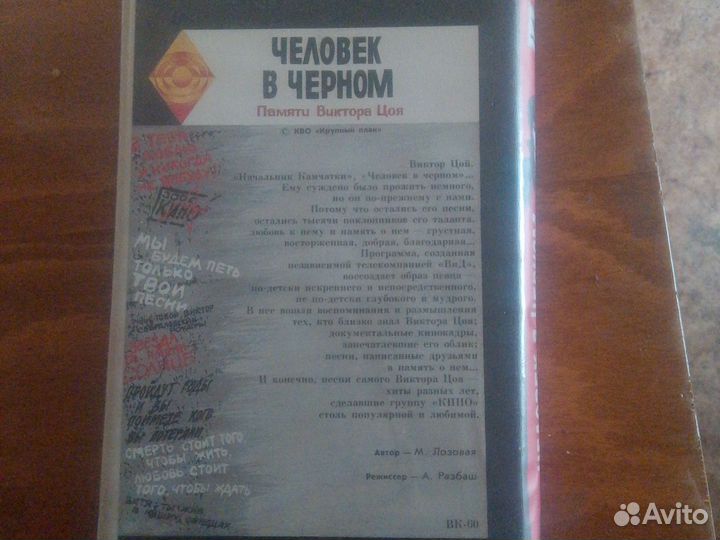 ЧЕЛОВЕК
В ЧЕРНОМ
Памяти Виктора Цоя
© КВО «Крупный план»
Виктор Цой.
«Начальник Камчатки», «Человек в черном»...
Ему суждено было прожить немного,
но он по-прежнему с нами.
Потому что остались его песни,
остались тысячи поклонников его таланта,
любовь к нему и память о нем — грустная,
восторженная, добрая, благодарная...
Программа, созданная
независимой телекомпанией «ВиД»,
воссоздает образ певца —
по-детски искреннего и непосредственного,
не по-детски глубокого и мудрого.
В нее вошли воспоминания и размышления
тех, кто близко знал Виктора Цоя;
документальные кинокадры,
запечатлевшие его облик;
песни, написанные друзьями
в память о нем...
И конечно, песни самого Виктора Цоя —
хиты разных лет,
сделавшие группу «КИНО»
столь популярной и любимой.
Автор — М. Лозовая
Режиссер — А. Разбаш
ВК-60
КИНО
МЫ
БУДЕМ ПЕТЬ
ТОЛЬКО
ТВОИ
ПЕСНИ
ПРОЙДУТ ГОДЫ
И ВЫ
ПОЙМЕТЕ КОГО
ВЫ ПОТЕРЯЛИ
СМЕРТЬ СТОИТ ТОГО
ЧТОБЫ ЖИТЬ,
ЛЮБОВЬ СТОИТ
ТОГО, ЧТОБЫ ЖДАТЬ
Avito